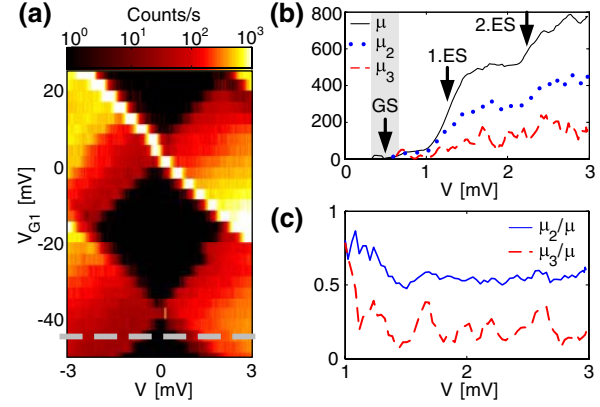 (a)
Counts/s
10^0 10^1 10^2 10^3
V_G1 [mV]
20
0
-20
-40
-3 0 3
V [mV]
(b)
800
600
400
200
0
μ
μ_2
μ_3
GS
1.ES
2.ES
0 1 2 3
V [mV]
(c)
1
0.5
0
μ_2/μ
μ_3/μ
1 2 3
V [mV]